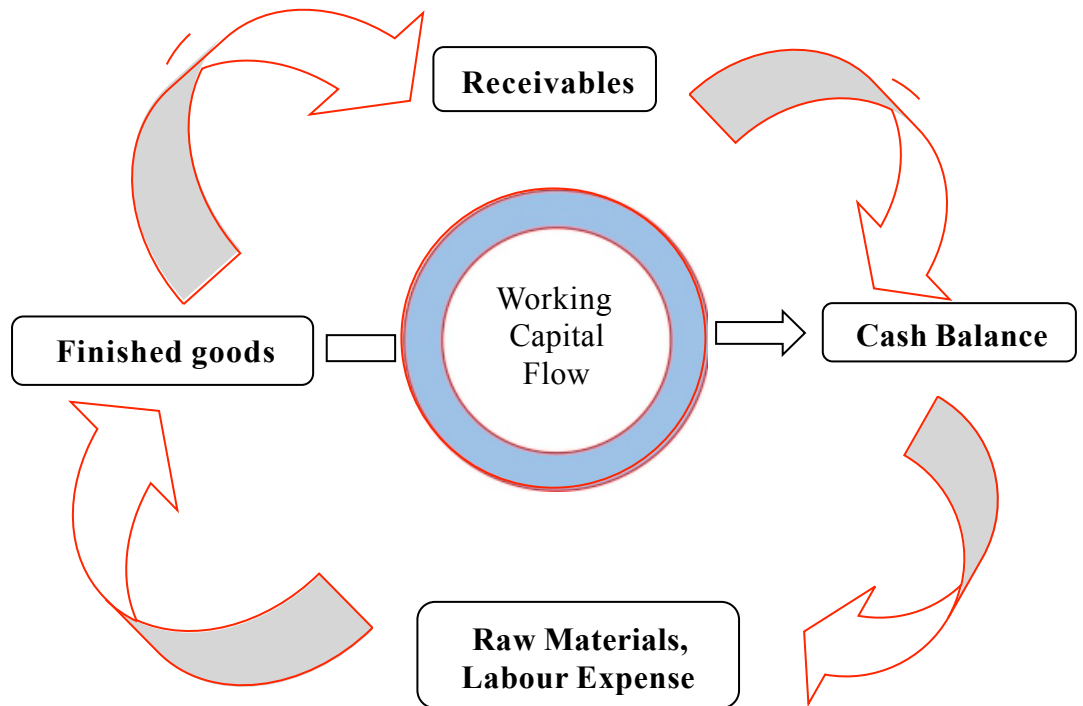 Receivables
Working
Capital
Flow
Finished goods
Cash Balance
Raw Materials,
Labour Expense